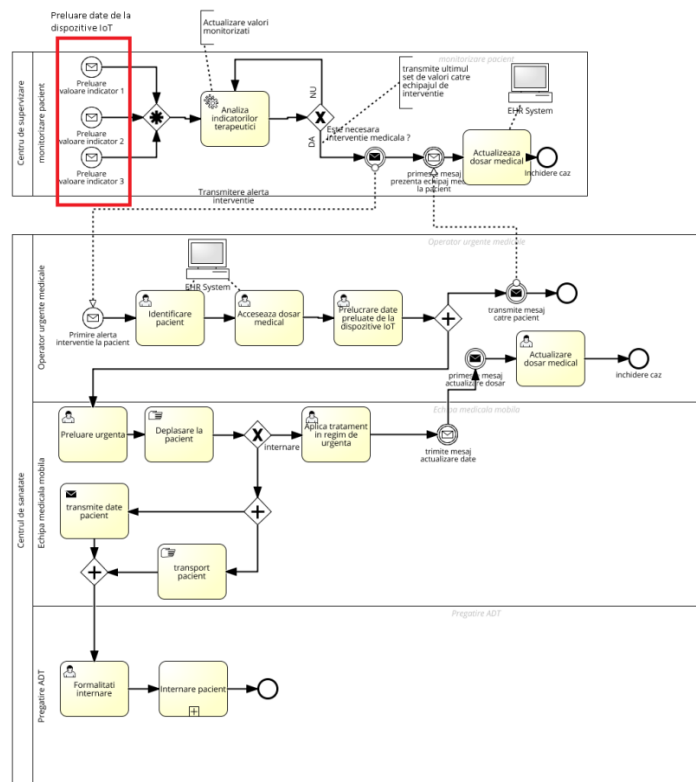 Preluare date de la
dispozitive IoT
Actualizare valori
monitorizati
monitorizare pacient
transmite ultimul
set de valori catre
echipajul de
interventie
EHR System
Centru de supervizare
monitorizare pacient
Preluare
valoare indicator 1
Preluare
valoare indicator 2
Preluare
valoare indicator 3
Analiza
indicatorilor
terapeutici
NU
Este necesara
interventie medicala ?
DA
Actualizeaza
dosar medical
inchidere caz
prezenta echipaj
la pacient
Transmitere alerta
interventie
Operator urgente medicale
Centrul de sanatate
Operator urgente medicale
EHR System
Primire alerta
interventie la pacient
Identificare
pacient
Acceseaza dosar
medical
Prelucrare date
preluate de la
dispozitive IoT
transmite mesaj
catre pacient
mesaj
actualizare dosar
Actualizare
dosar medical
inchidere caz
Echipa medicala mobila
Echipa medicala mobila
Preluare urgenta
Deplasare la
pacient
internare
Aplica tratament
in regim de
urgenta
trimite mesaj
actualizare date
transmite date
pacient
transport
pacient
Pregatire ADT
Pregatire ADT
Formalitati
internare
Internare pacient